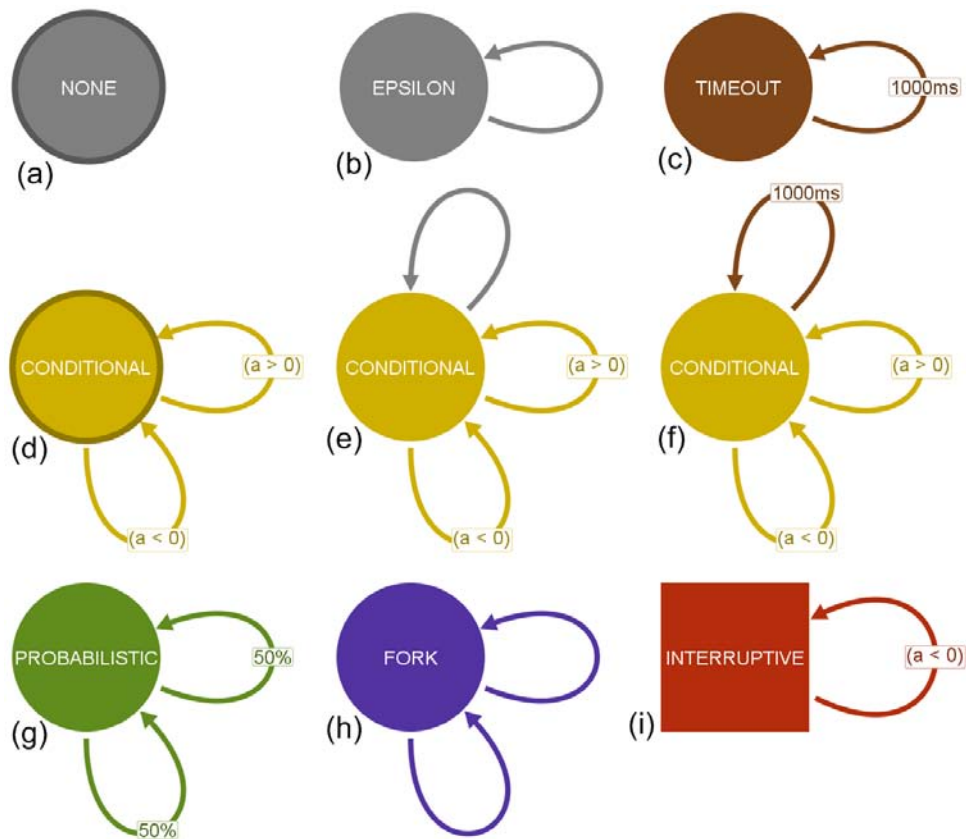 NONE
(a)
EPSILON
(b)
TIMEOUT
1000ms
(c)
CONDITIONAL
(a > 0)
(a < 0)
(d)
CONDITIONAL
(a > 0)
(a < 0)
(e)
1000ms
CONDITIONAL
(a > 0)
(a < 0)
(f)
PROBABILISTIC
50%
50%
(g)
FORK
(h)
INTERRUPTIVE
(a < 0)
(i)